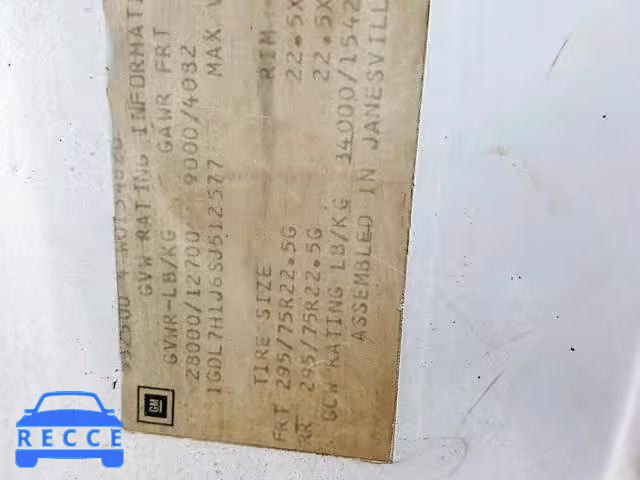 GVW RATING INFORMATI
GVWR-LB/KG GAWR FRT
28000/12700 9000/4082
1GDL7H1J6SJ512577 MAX V
TIRE SIZE RIM
FRT 295/75R22.5G 22.5X
RR 295/75R22.5G 22.5X
GCW RATING LB/KG 34000/1542
ASSEMBLED IN JANESVILL
GM
RECCE